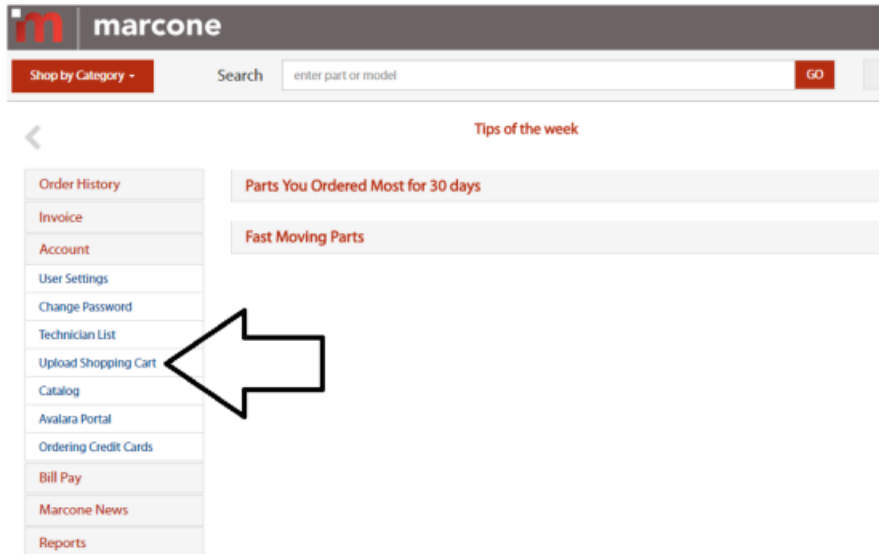 m marcone
Shop by Category
Search
enter part or model
GO
Tips of the week
Order History
Invoice
Account
User Settings
Change Password
Technician List
Upload Shopping Cart
Catalog
Avalara Portal
Ordering Credit Cards
Bill Pay
Marcone News
Reports
Parts You Ordered Most for 30 days
Fast Moving Parts